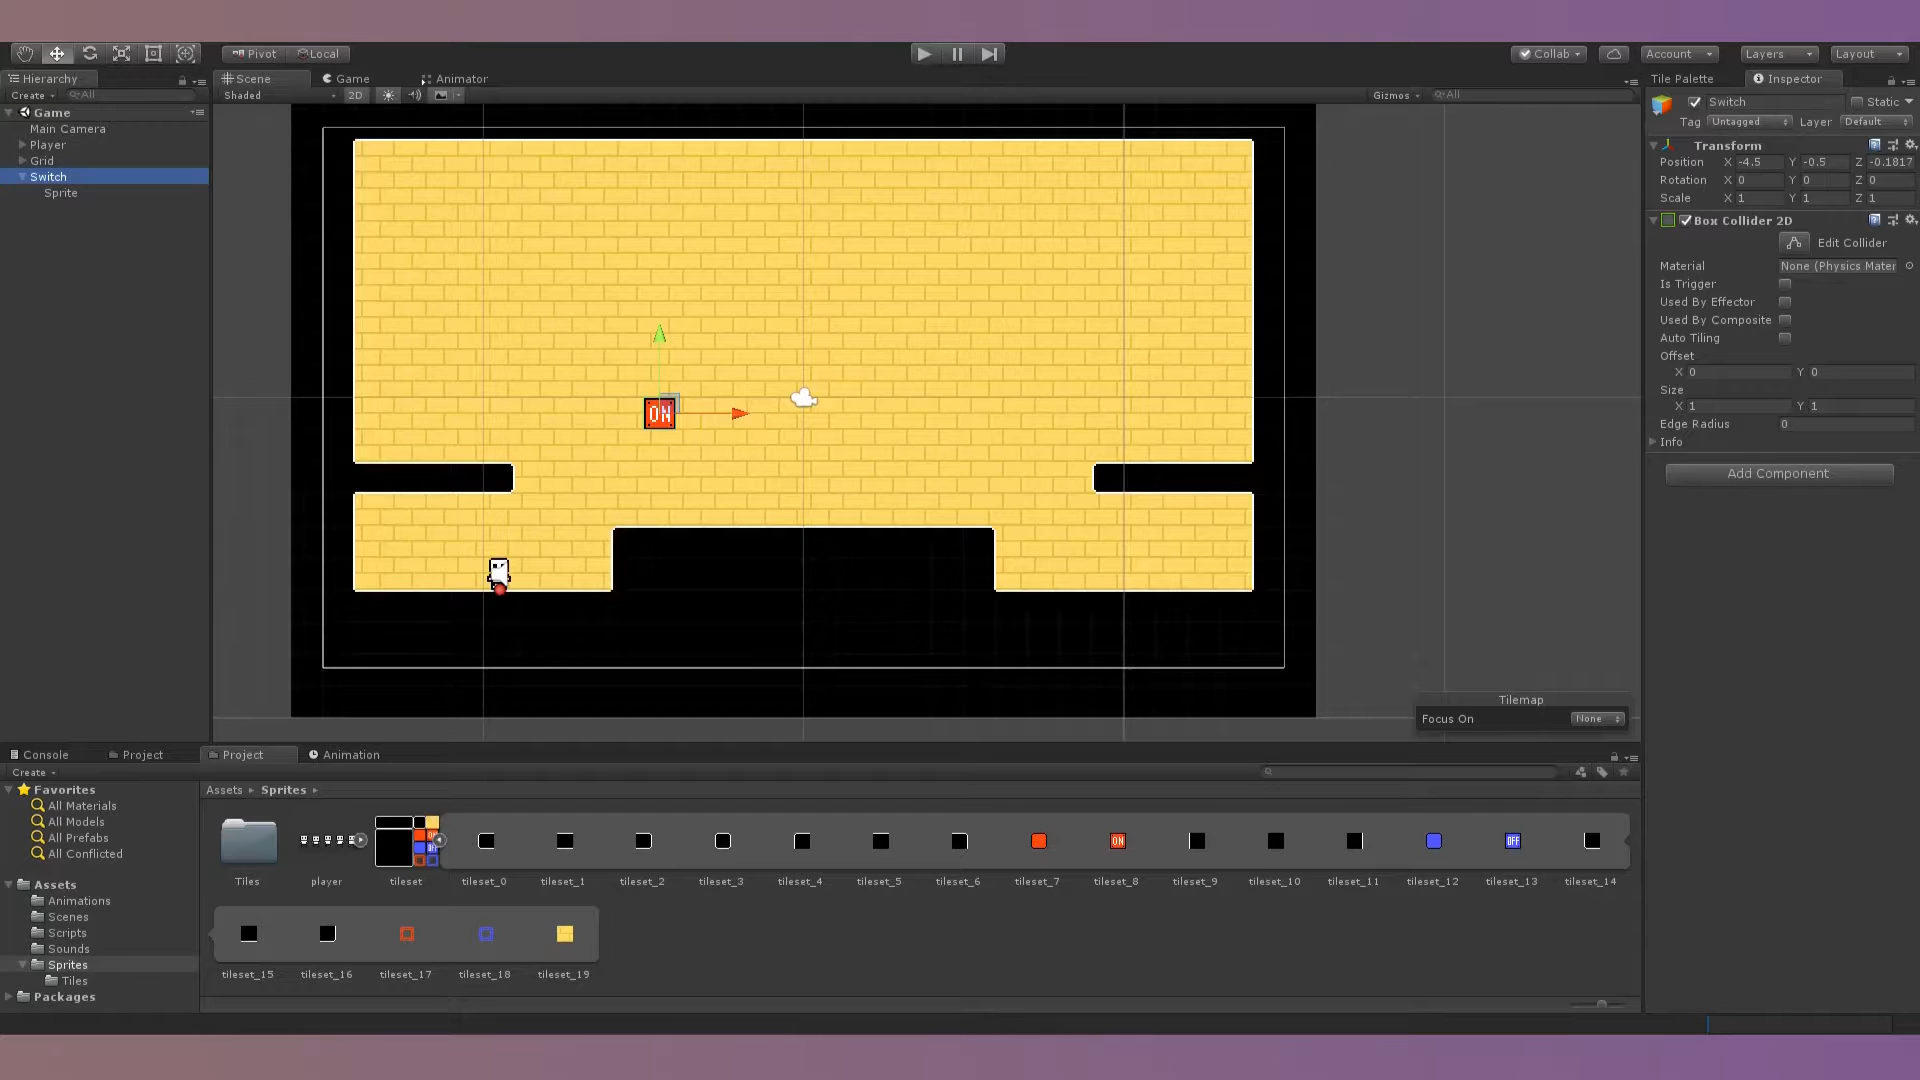 Pivot Local Collab Account Layers Layout
Hierarchy Scene Game Animator Tile Palette Inspector
Create All Shaded 2D Gizmos All Switch Static
Game Tag Untagged Layer Default
Main Camera
Player Transform
Grid Position X -4.5 Y -0.5 Z -0.1817
Switch Rotation X 0 Y 0 Z 0
Sprite Scale X 1 Y 1 Z 1
Box Collider 2D
Edit Collider
Material None (Physics Mater
Is Trigger
Used By Effector
Used By Composite
Auto Tiling
Offset
X 0 Y 0
Size
X 1 Y 1
Edge Radius 0
Info
Add Component
ON
Tilemap
Focus On None
Console Project Project Animation
Create
Favorites Assets Sprites
All Materials
All Models
All Prefabs
All Conflicted
ON OFF
Tiles player tileset tileset_0 tileset_1 tileset_2 tileset_3 tileset_4 tileset_5 tileset_6 tileset_7 tileset_8 tileset_9 tileset_10 tileset_11 tileset_12 tileset_13 tileset_14
Assets
Animations
Scenes
Scripts
Sounds
Sprites
Tiles
Packages
tileset_15 tileset_16 tileset_17 tileset_18 tileset_19